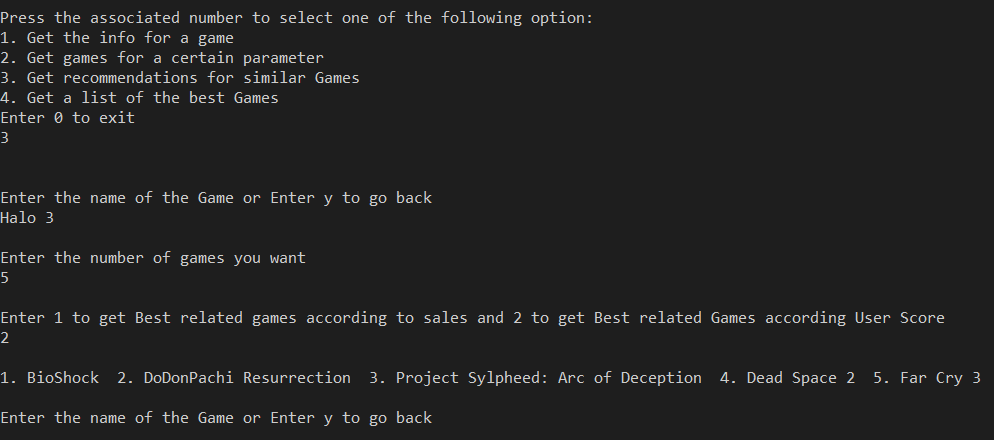 Press the associated number to select one of the following option:
1. Get the info for a game
2. Get games for a certain parameter
3. Get recommendations for similar Games
4. Get a list of the best Games
Enter 0 to exit
3
Enter the name of the Game or Enter y to go back
Halo 3
Enter the number of games you want
5
Enter 1 to get Best related games according to sales and 2 to get Best related Games according User Score
2
1. BioShock  2. DoDonPachi Resurrection  3. Project Sylpheed: Arc of Deception  4. Dead Space 2  5. Far Cry 3
Enter the name of the Game or Enter y to go back